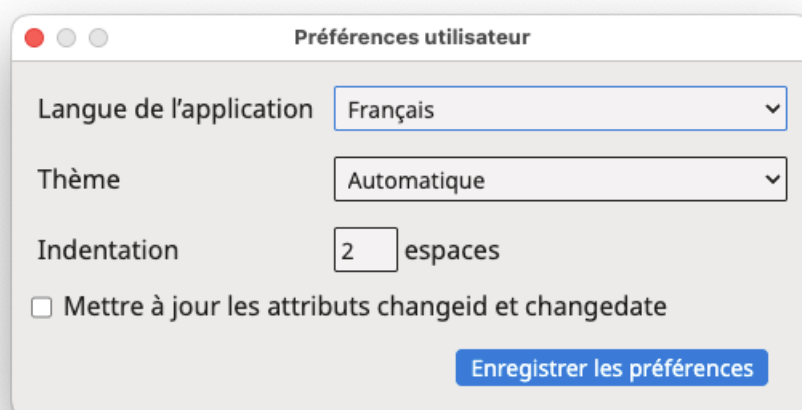 Préférences utilisateur
Langue de l’application Français
Thème Automatique
Indentation 2 espaces
Mettre à jour les attributs changeid et changedate
Enregistrer les préférences